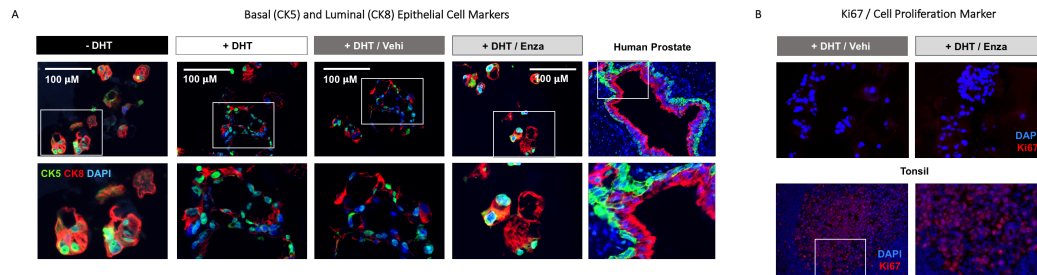 A
Basal (CK5) and Luminal (CK8) Epithelial Cell Markers
- DHT
+ DHT
+ DHT / Vehi
+ DHT / Enza
Human Prostate
100 µM
100 µM
100 µM
100 µM
CK5 CK8 DAPI
B
Ki67 / Cell Proliferation Marker
+ DHT / Vehi
+ DHT / Enza
DAPI
Ki67
DAPI
Ki67
Tonsil
DAPI
Ki67